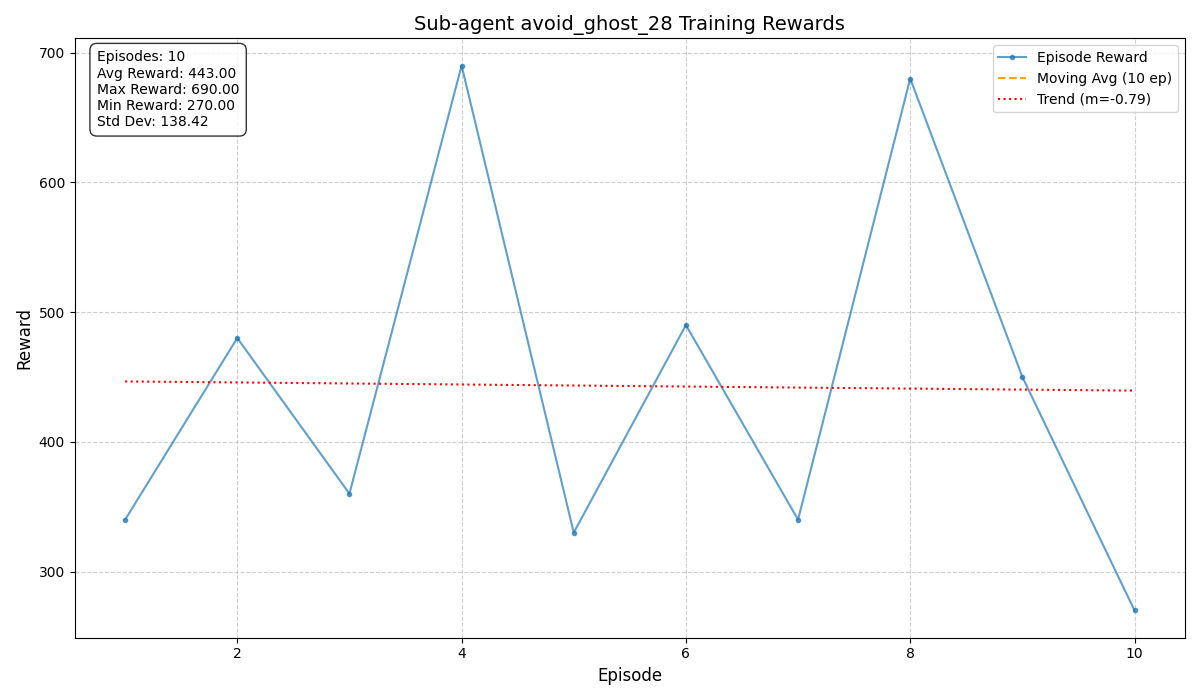 Sub-agent avoid_ghost_28 Training Rewards
Episodes: 10
Avg Reward: 443.00
Max Reward: 690.00
Min Reward: 270.00
Std Dev: 138.42
Episode Reward
Moving Avg (10 ep)
Trend (m=-0.79)
Reward
700
600
500
400
300
2
4
6
8
10
Episode